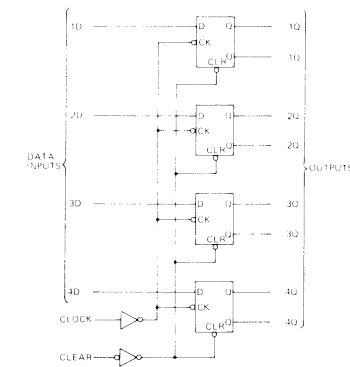 1D D Q 1Q
CK
Q 1Q
CLR
2D D Q 2Q
CK
Q 2Q
CLR
DATA
INPUTS
OUTPUTS
3D D Q 3Q
CK
Q 3Q
CLR
4D D Q 4Q
CK
CLOCK
Q 4Q
CLR
CLEAR